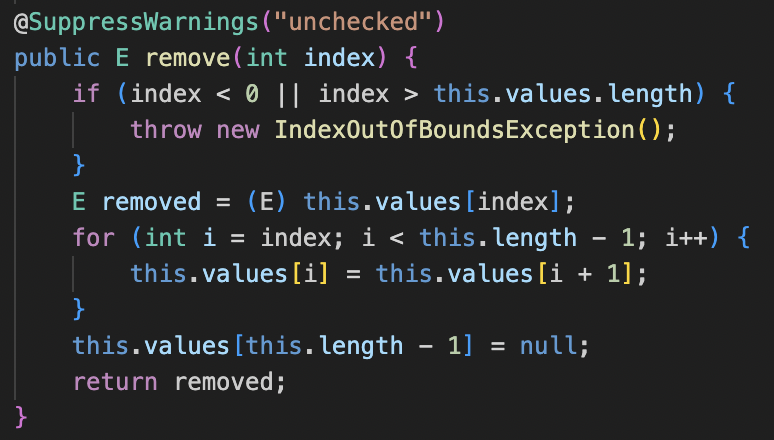 @SuppressWarnings("unchecked")
public E remove(int index) {
    if (index < 0 || index > this.values.length) {
        throw new IndexOutOfBoundsException();
    }
    E removed = (E) this.values[index];
    for (int i = index; i < this.length - 1; i++) {
        this.values[i] = this.values[i + 1];
    }
    this.values[this.length - 1] = null;
    return removed;
}